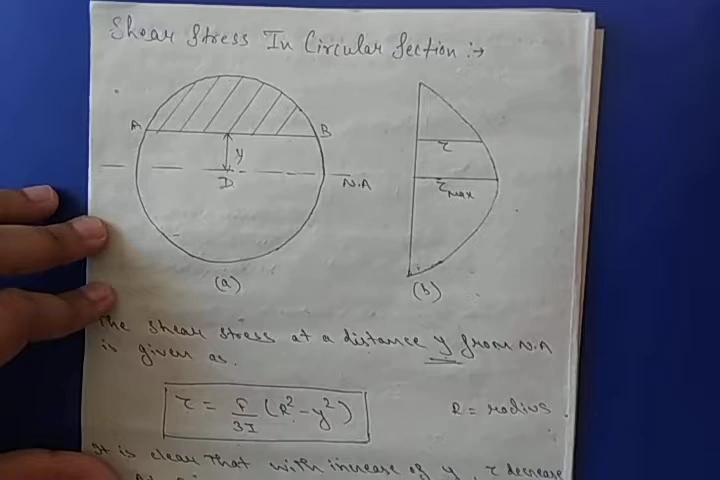 Shear Stress In Circular Section :→
A B
y
D N.A
τ
τmax
(a) (b)
The shear stress at a distance y from N.A
is given as.
τ = F/3I (R² - y²) R = radius.
It is clear that with increase of y, τ decrease